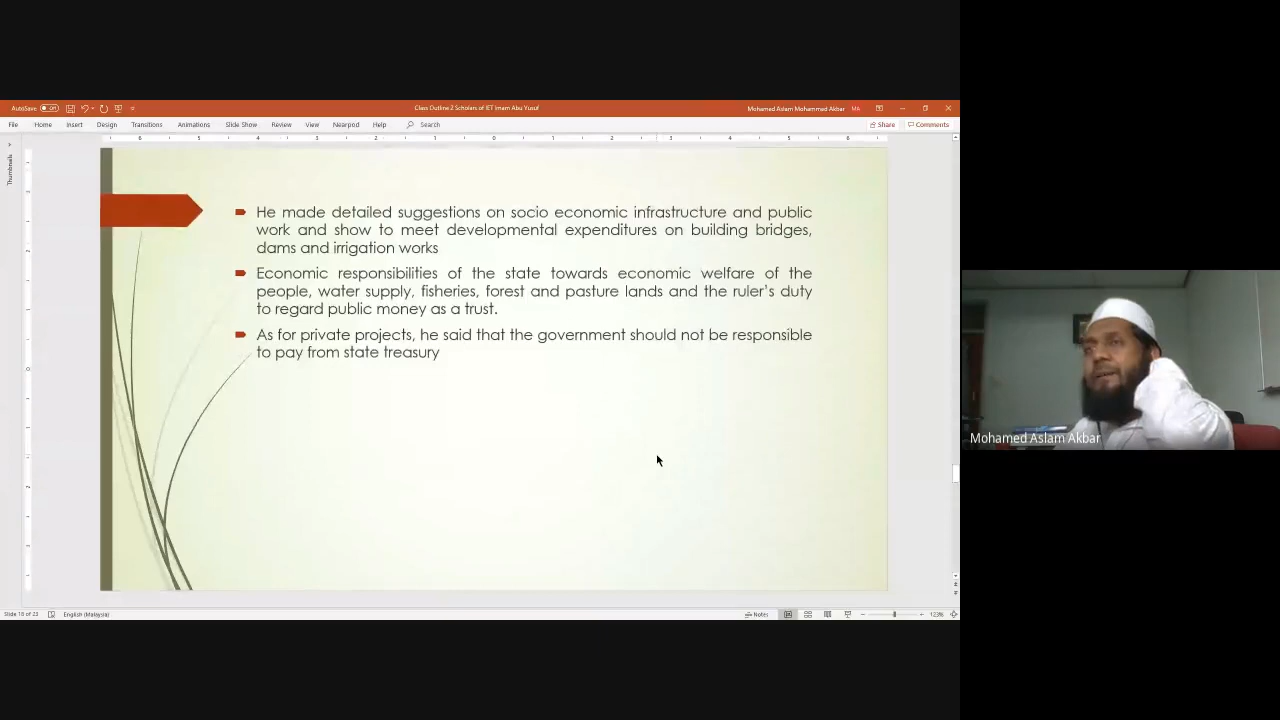 AutoSave Off
Class Outline 2 Scholars of IET Imam Abu Yusuf
Mohamed Aslam Mohammad Akbar MA
File Home Insert Design Transitions Animations Slide Show Review View Nearpod Help Search
Share Comments
Thumbnails
He made detailed suggestions on socio economic infrastructure and public
work and show to meet developmental expenditures on building bridges,
dams and irrigation works
Economic responsibilities of the state towards economic welfare of the
people, water supply, fisheries, forest and pasture lands and the ruler's duty
to regard public money as a trust.
As for private projects, he said that the government should not be responsible
to pay from state treasury
Mohamed Aslam Akbar
English (Malaysia)
Notes
123%